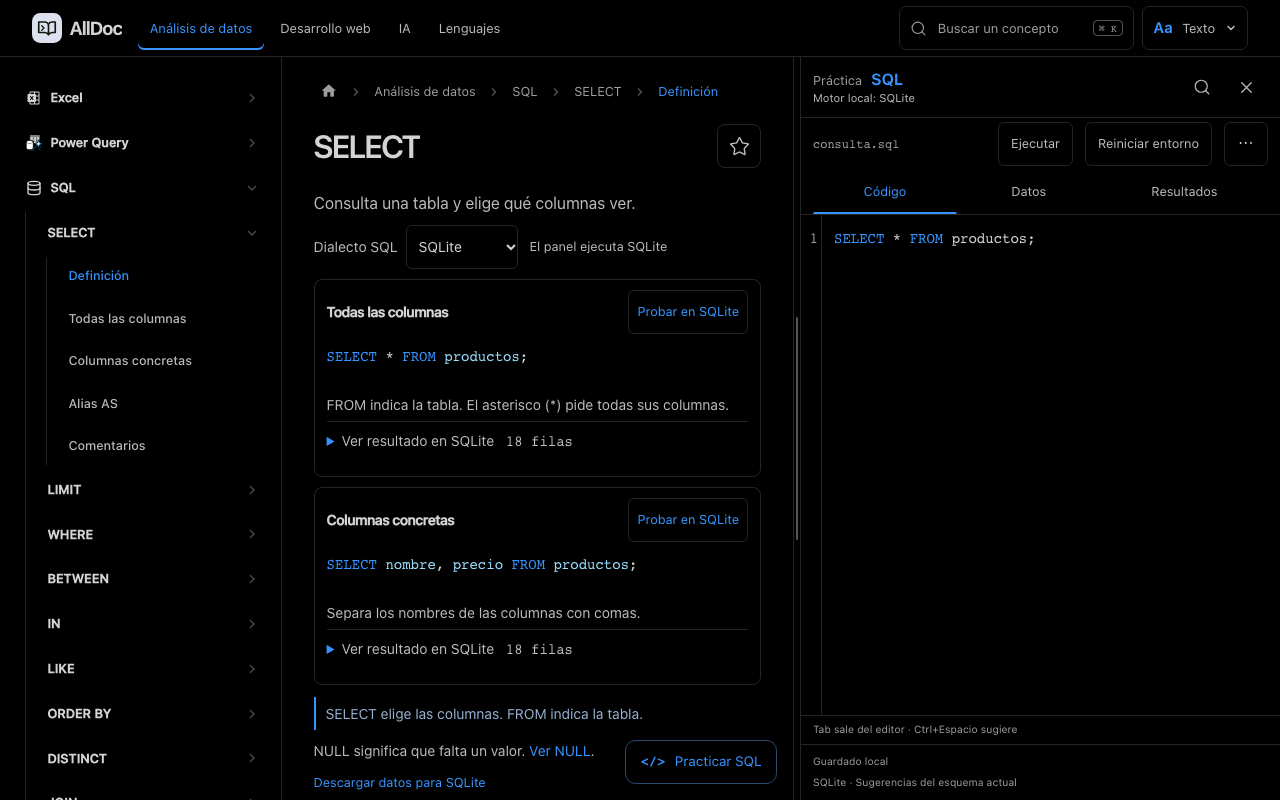 AllDoc
Análisis de datos
Desarrollo web
IA
Lenguajes
Buscar un concepto
⌘ K
Aa Texto
Excel
Power Query
SQL
SELECT
Definición
Todas las columnas
Columnas concretas
Alias AS
Comentarios
LIMIT
WHERE
BETWEEN
IN
LIKE
ORDER BY
DISTINCT
Análisis de datos
SQL
SELECT
Definición
SELECT
Consulta una tabla y elige qué columnas ver.
Dialecto SQL SQLite El panel ejecuta SQLite
Todas las columnas
Probar en SQLite
SELECT * FROM productos;
FROM indica la tabla. El asterisco (*) pide todas sus columnas.
Ver resultado en SQLite 18 filas
Columnas concretas
Probar en SQLite
SELECT nombre, precio FROM productos;
Separa los nombres de las columnas con comas.
Ver resultado en SQLite 18 filas
SELECT elige las columnas. FROM indica la tabla.
NULL significa que falta un valor. Ver NULL.
Descargar datos para SQLite
</> Practicar SQL
Práctica SQL
Motor local: SQLite
consulta.sql
Ejecutar
Reiniciar entorno
...
Código
Datos
Resultados
1 SELECT * FROM productos;
Tab sale del editor · Ctrl+Espacio sugiere
Guardado local
SQLite · Sugerencias del esquema actual